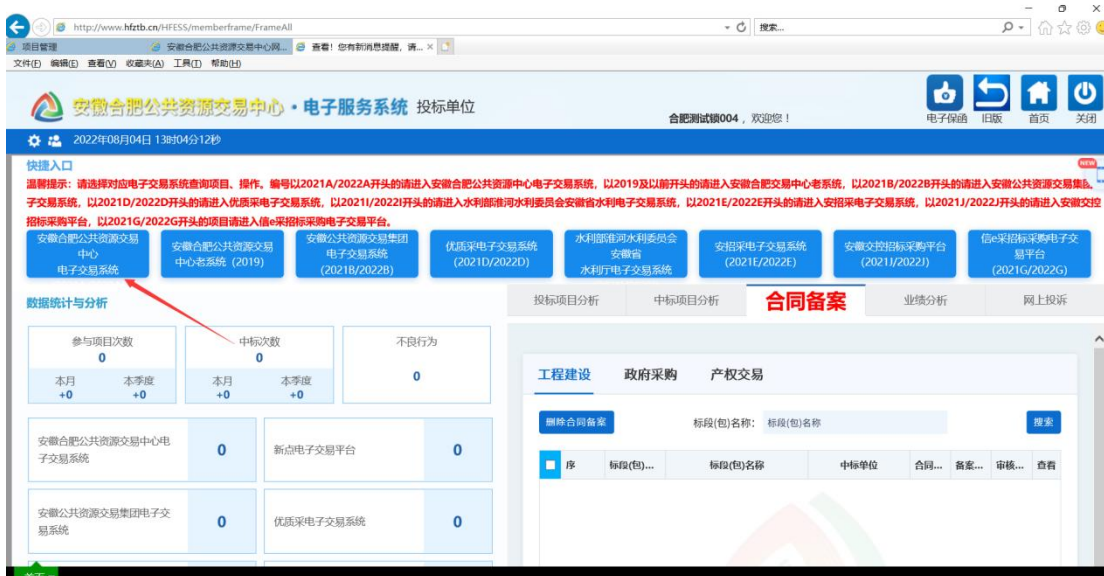 http://www.hfztb.cn/HFESS/memberframe/FrameAll
搜索...
项目管理
安徽合肥公共资源交易中心网...
查看！您有新消息提醒，请...
文件(F) 编辑(E) 查看(V) 收藏夹(A) 工具(T) 帮助(H)
安徽合肥公共资源交易中心·电子服务系统 投标单位
合肥测试锁004，欢迎您！
电子保函 旧版 首页 关闭
2022年08月04日 13时04分12秒
快捷入口
NEW
温馨提示：请选择对应电子交易系统查询项目、操作。编号以2021A/2022A开头的请进入安徽合肥公共资源中心电子交易系统，以2019及以前开头的请进入安徽合肥交易中心老系统，以2021B/2022B开头的请进入安徽公共资源交易集团
子交易系统，以2021D/2022D开头的请进入优质采电子交易系统，以2021I/2022I开头的请进入水利部淮河水利委员会安徽省水利电子交易系统，以2021E/2022E开头的请进入安招采电子交易系统，以2021J/2022J开头的请进入安徽交控
招标采购平台，以2021G/2022G开头的项目请进入信e采招标采购电子交易平台。
安徽合肥公共资源交易
中心
电子交易系统
安徽合肥公共资源交易
中心老系统（2019）
安徽公共资源交易集团
电子交易系统
(2021B/2022B)
优质采电子交易系统
(2021D/2022D)
水利部淮河水利委员会
安徽省
水利厅电子交易系统
安招采电子交易系统
(2021E/2022E)
安徽交控招标采购平台
(2021J/2022J)
信e采招标采购电子交
易平台
(2021G/2022G)
数据统计与分析
投标项目分析 中标项目分析 合同备案 业绩分析 网上投诉
参与项目次数
0
本月 本季度
+0 +0
中标次数
0
本月 本季度
+0 +0
不良行为
0
工程建设 政府采购 产权交易
删除合同备案
标段(包)名称: 标段(包)名称
搜索
序 标段(包)... 标段(包)名称 中标单位 合同... 备案... 审核... 查看
安徽合肥公共资源交易中心电
子交易系统
0
新点电子交易平台
0
安徽公共资源交易集团电子交
易系统
0
优质采电子交易系统
0